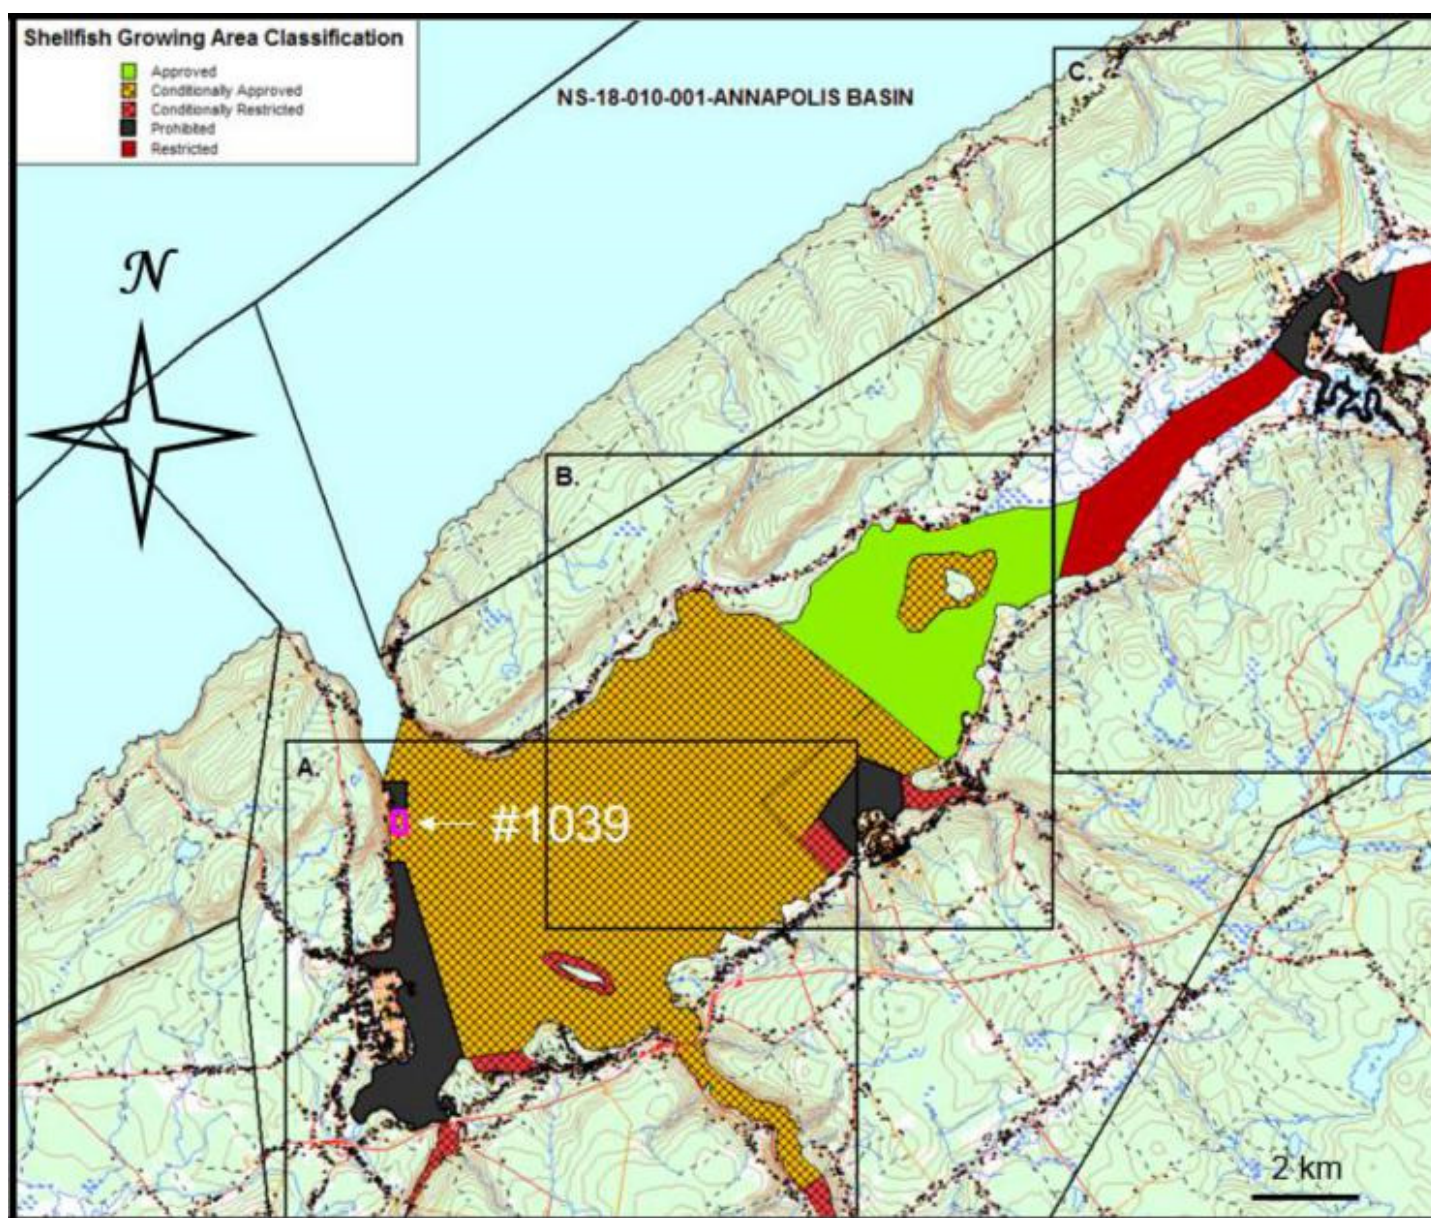 Shellfish Growing Area Classification
Approved
Conditionally Approved
Conditionally Restricted
Prohibited
Restricted
NS-18-010-001-ANNAPOLIS BASIN
C.
N
B.
A.
#1039
2 km